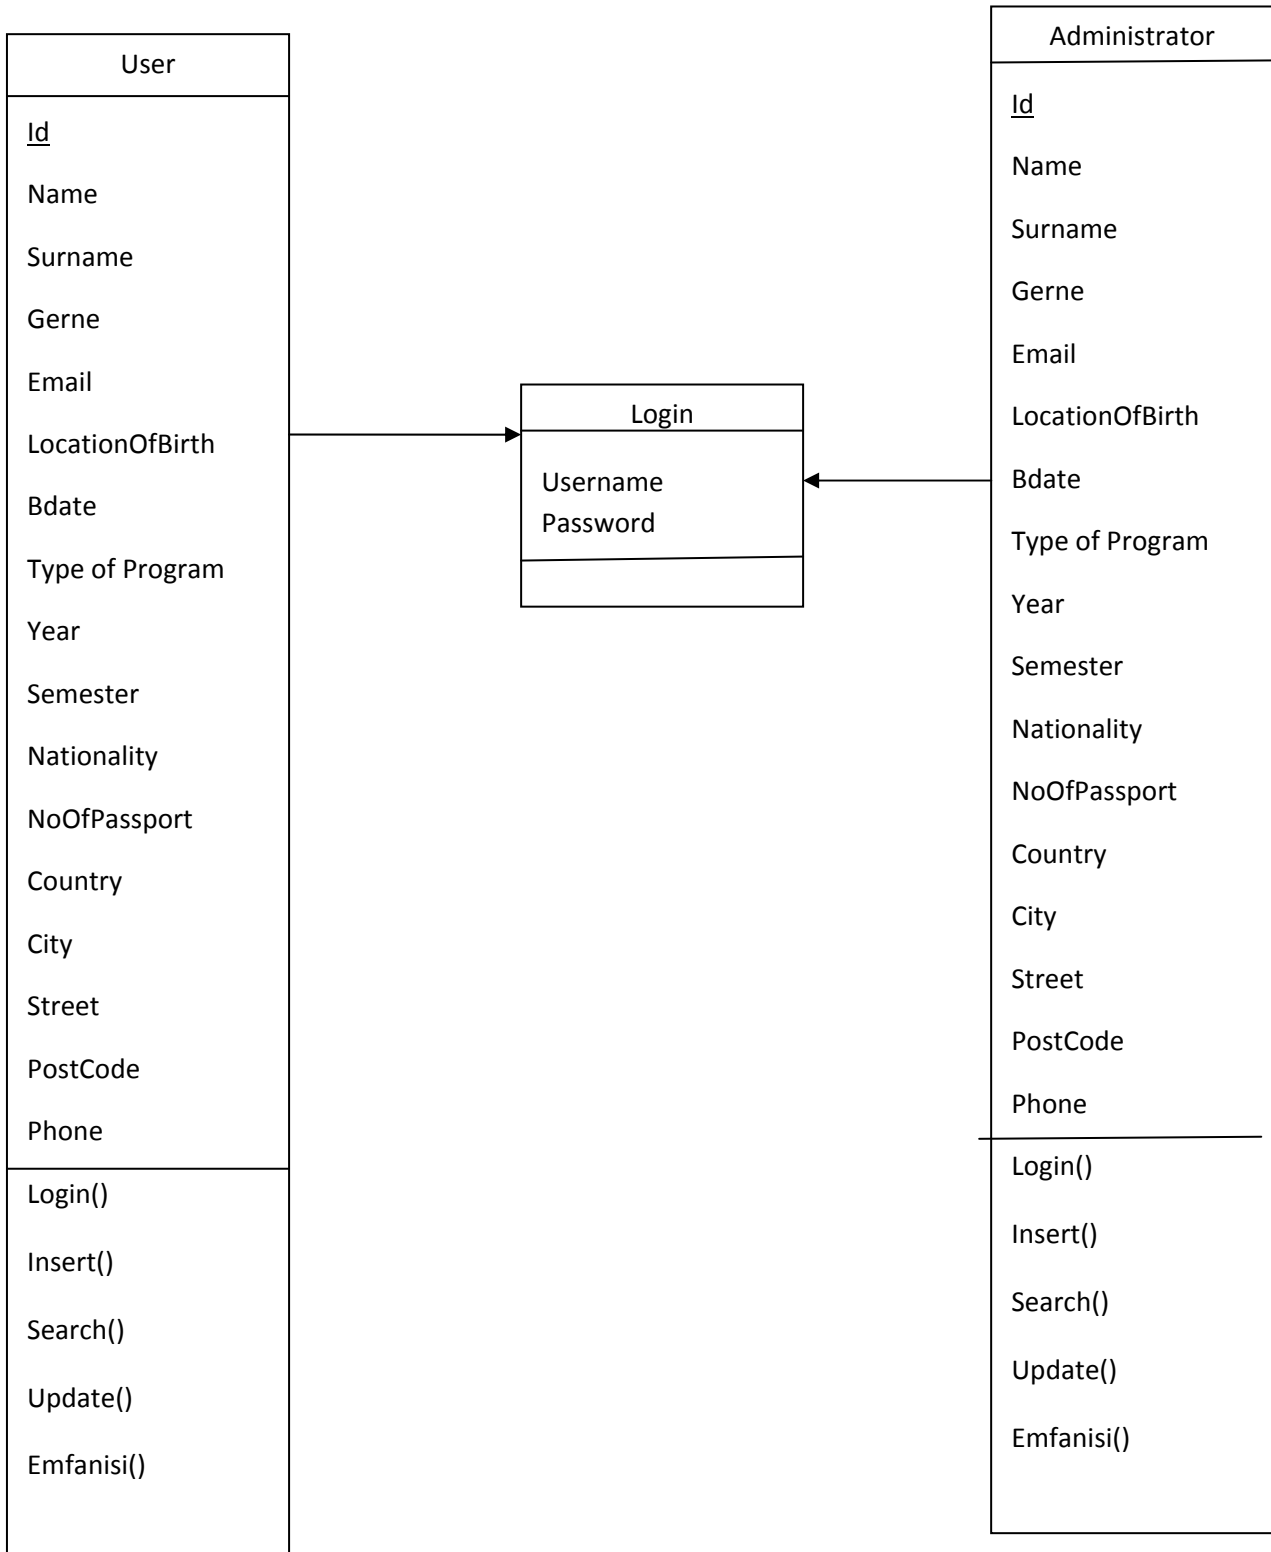 User
Id
Name
Surname
Gerne
Email
LocationOfBirth
Bdate
Type of Program
Year
Semester
Nationality
NoOfPassport
Country
City
Street
PostCode
Phone
Login()
Insert()
Search()
Update()
Emfanisi()
Login
Username
Password
Administrator
Id
Name
Surname
Gerne
Email
LocationOfBirth
Bdate
Type of Program
Year
Semester
Nationality
NoOfPassport
Country
City
Street
PostCode
Phone
Login()
Insert()
Search()
Update()
Emfanisi()